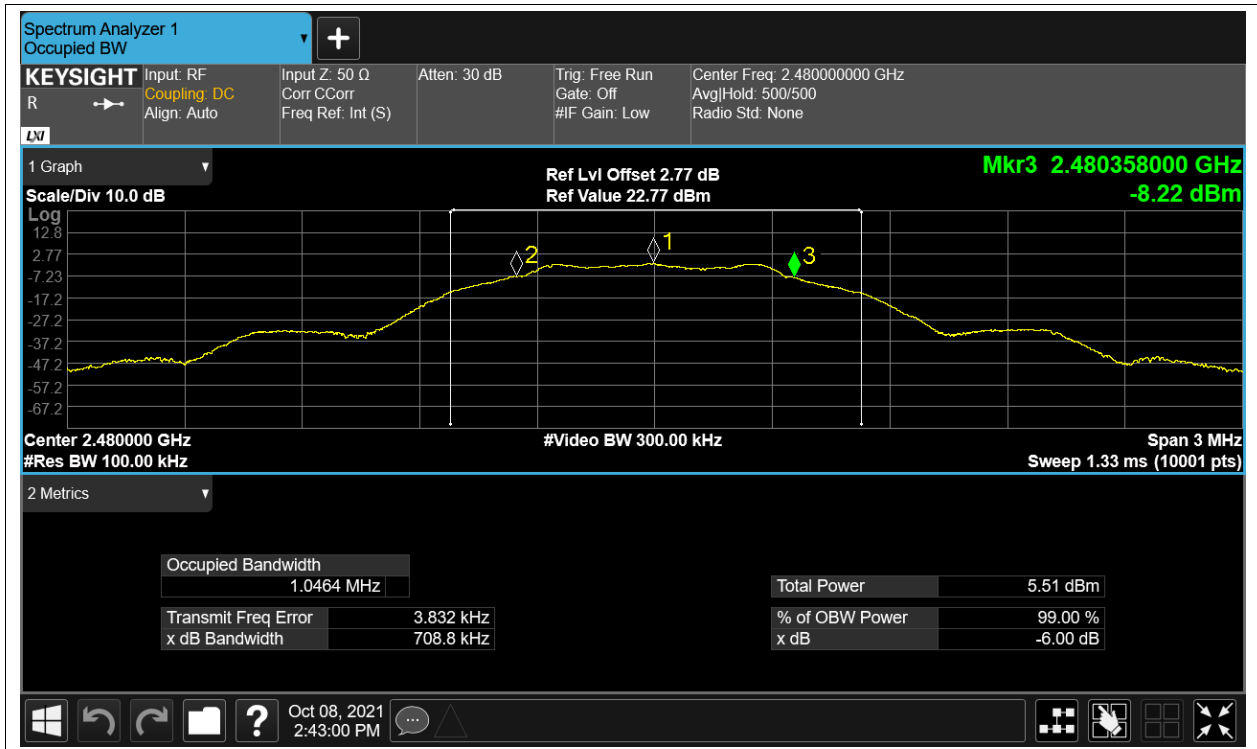 Spectrum Analyzer 1
Occupied BW
KEYSIGHT
R
LXI
Input: RF
Coupling: DC
Align: Auto
Input Z: 50 Ω
Corr CCorr
Freq Ref: Int (S)
Atten: 30 dB
Trig: Free Run
Gate: Off
#IF Gain: Low
Center Freq: 2.480000000 GHz
Avg|Hold: 500/500
Radio Std: None
1 Graph
Scale/Div 10.0 dB
Ref Lvl Offset 2.77 dB
Ref Value 22.77 dBm
Mkr3 2.480358000 GHz
-8.22 dBm
Log
12.8
2.77
-7.23
-17.2
-27.2
-37.2
-47.2
-57.2
-67.2
2
1
3
Center 2.480000 GHz
#Res BW 100.00 kHz
#Video BW 300.00 kHz
Span 3 MHz
Sweep 1.33 ms (10001 pts)
2 Metrics
Occupied Bandwidth
1.0464 MHz
Transmit Freq Error 3.832 kHz
x dB Bandwidth 708.8 kHz
Total Power 5.51 dBm
% of OBW Power 99.00 %
x dB -6.00 dB
?
Oct 08, 2021
2:43:00 PM